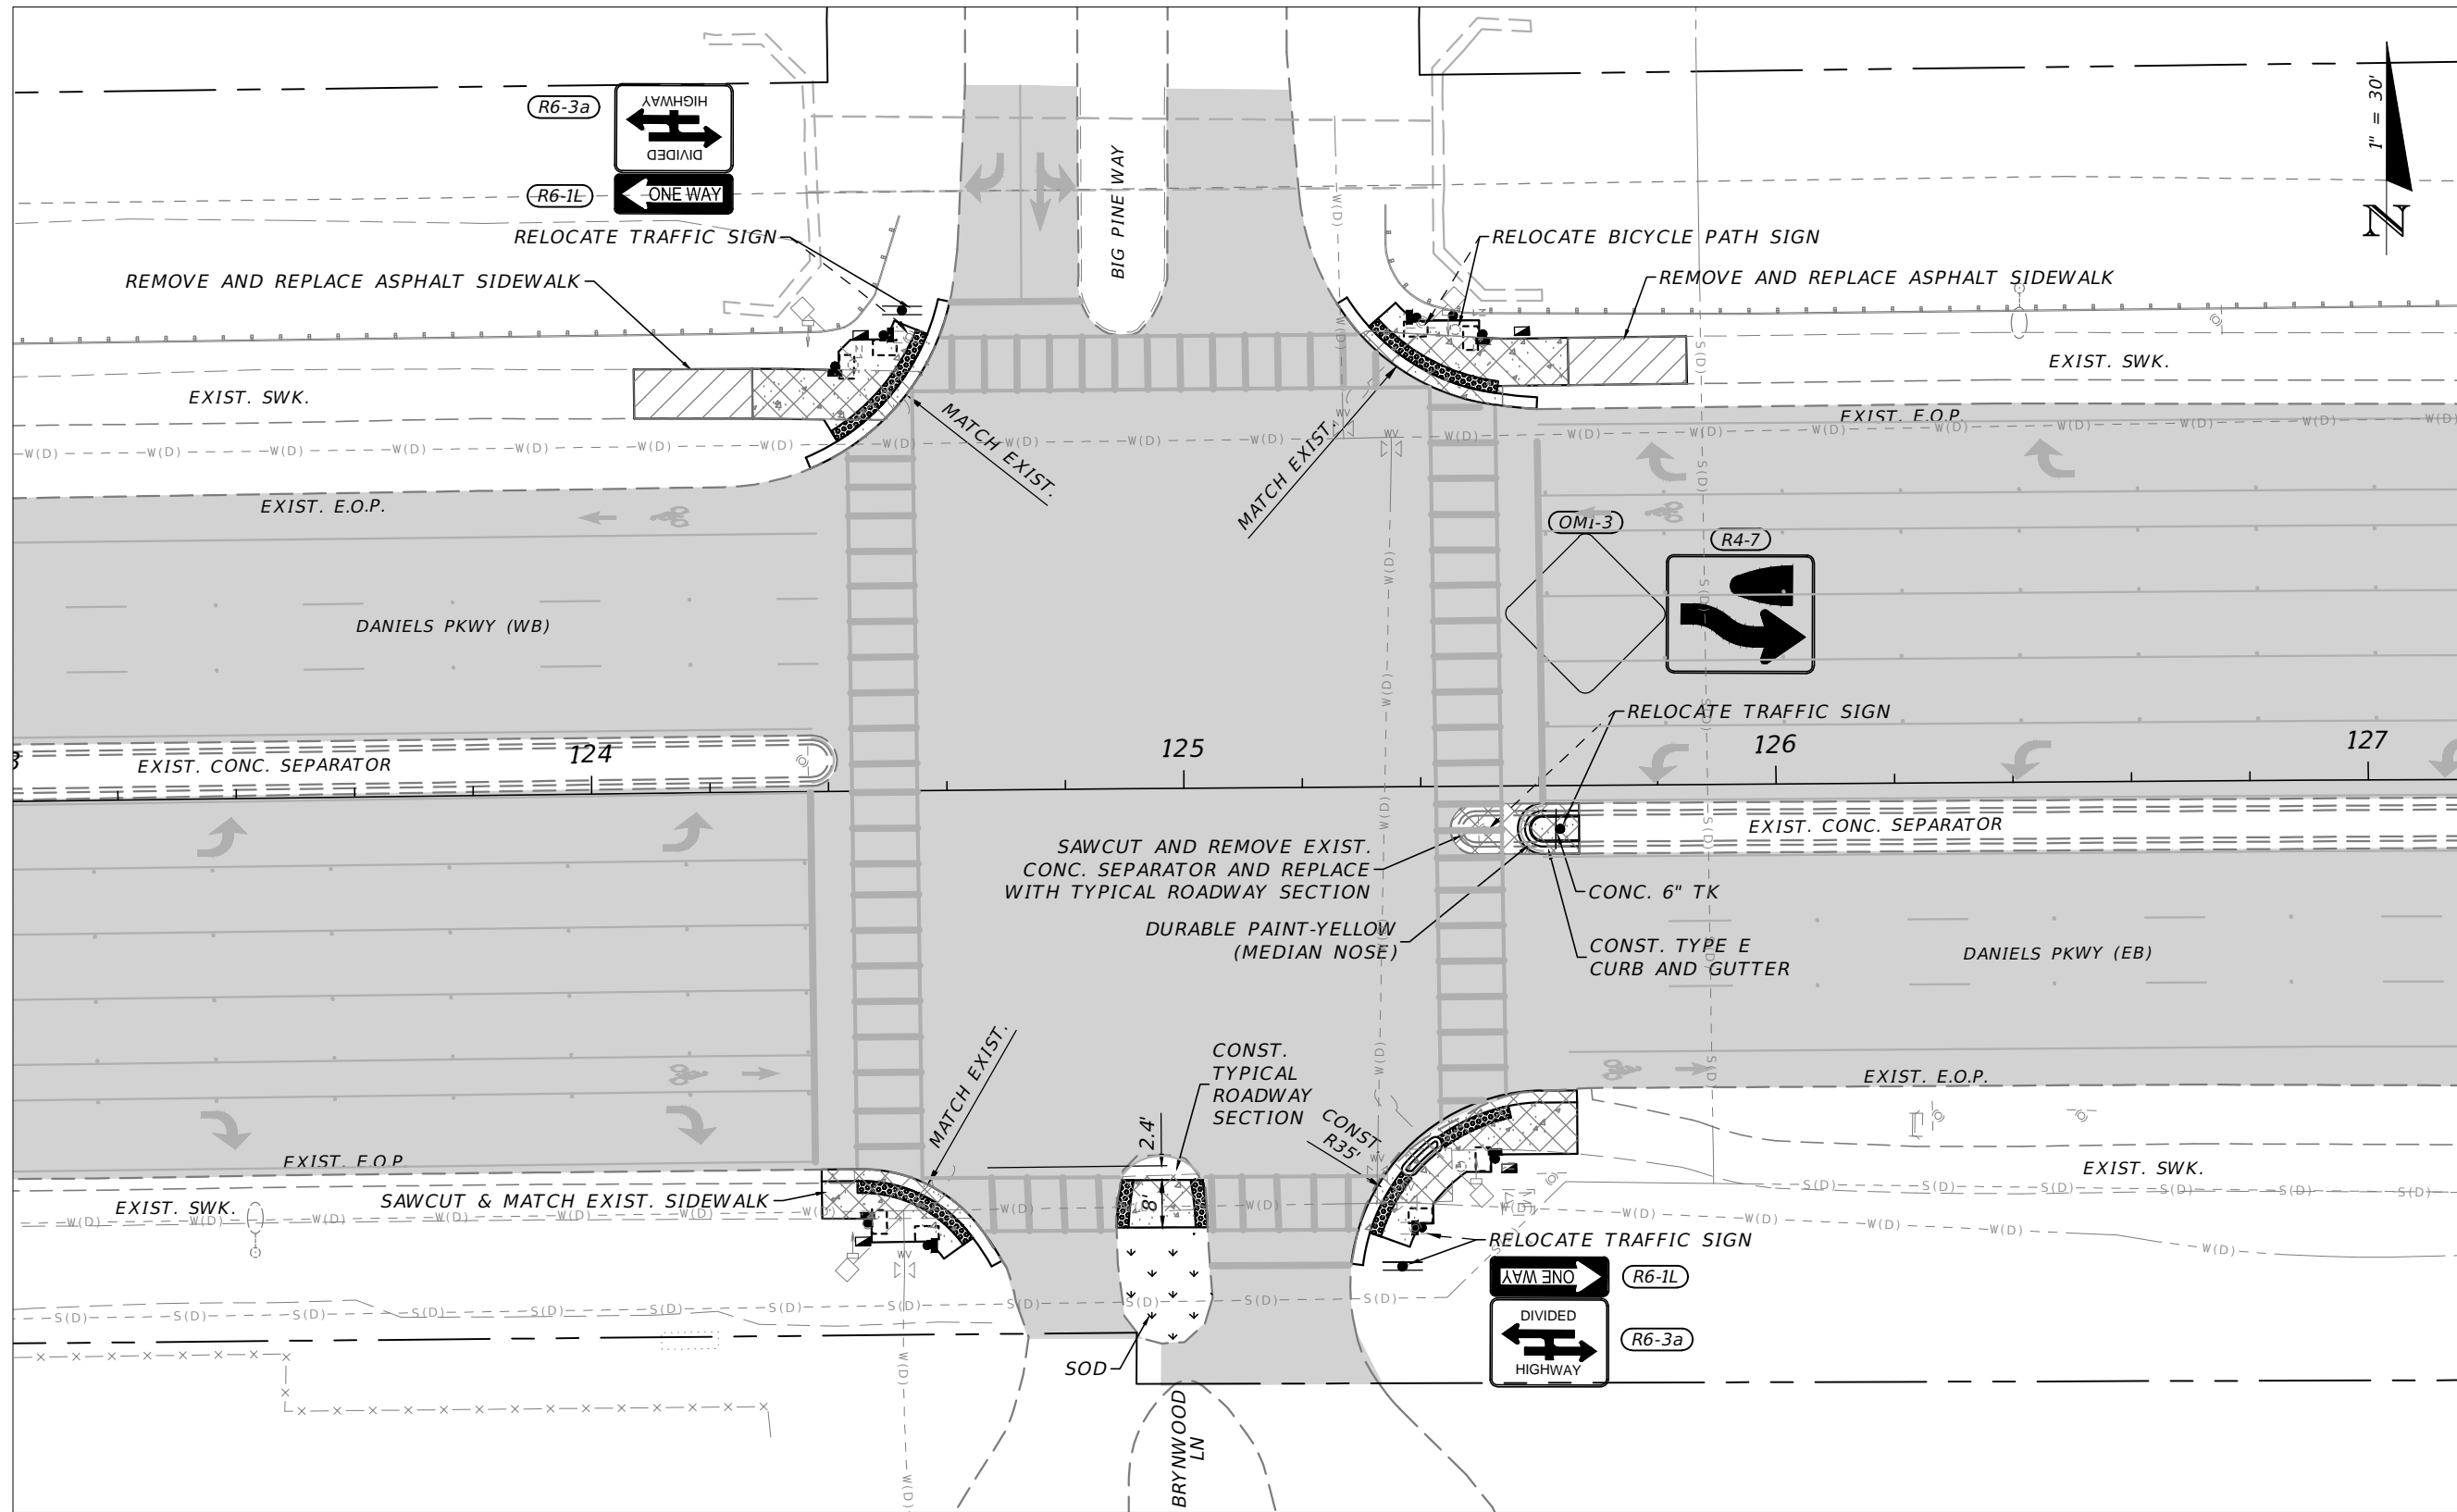 R6-3a
DIVIDED
HIGHWAY
R6-1L
ONE WAY
RELOCATE TRAFFIC SIGN
REMOVE AND REPLACE ASPHALT SIDEWALK
BIG PINE WAY
RELOCATE BICYCLE PATH SIGN
REMOVE AND REPLACE ASPHALT SIDEWALK
1" = 30'
N
EXIST. SWK.
EXIST. SWK.
EXIST. E.O.P.
MATCH EXIST.
MATCH EXIST.
EXIST. E.O.P.
W(D)
S(D)
WV
OM1-3
R4-7
DANIELS PKWY (WB)
RELOCATE TRAFFIC SIGN
124
125
126
127
EXIST. CONC. SEPARATOR
EXIST. CONC. SEPARATOR
SAWCUT AND REMOVE EXIST.
CONC. SEPARATOR AND REPLACE
WITH TYPICAL ROADWAY SECTION
CONC. 6" TK
DURABLE PAINT-YELLOW
(MEDIAN NOSE)
CONST. TYPE E
CURB AND GUTTER
DANIELS PKWY (EB)
MATCH EXIST.
CONST.
TYPICAL
ROADWAY
SECTION
2.4'
8'
CONST.
R35'
EXIST. E.O.P.
EXIST. E.O.P.
EXIST. SWK.
SAWCUT & MATCH EXIST. SIDEWALK
EXIST. SWK.
RELOCATE TRAFFIC SIGN
ONE WAY
R6-1L
DIVIDED
HIGHWAY
R6-3a
SOD
BRYNWOOD
LN